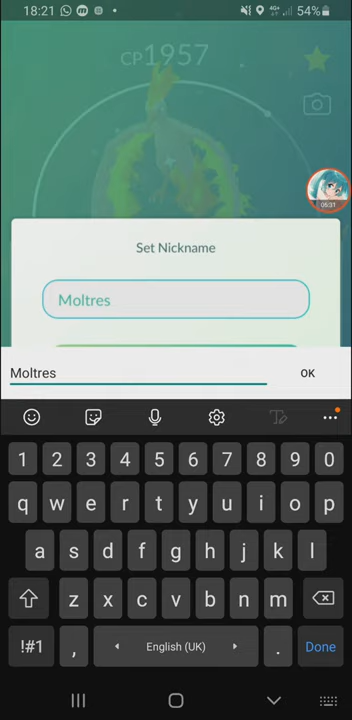 18:21 4G+ 54%
CP1957
05:31
Set Nickname
Moltres
Moltres OK
1 2 3 4 5 6 7 8 9 0
q w e r t y u i o p
a s d f g h j k l
z x c v b n m
!#1 , English (UK) . Done